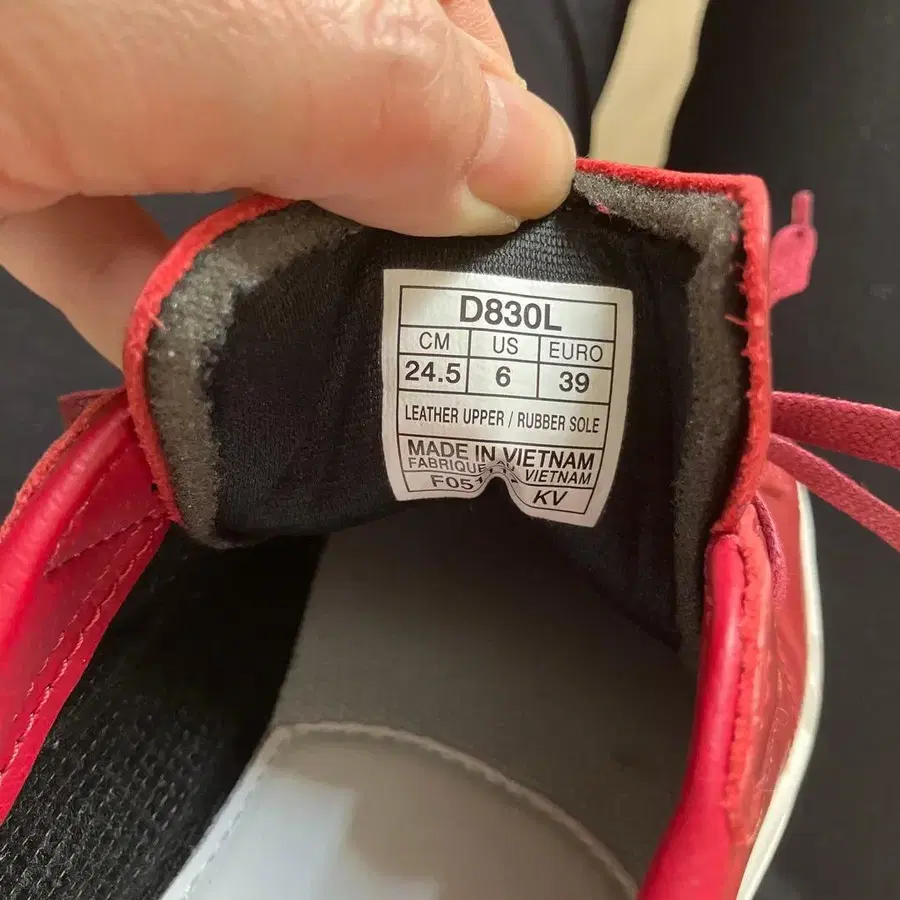 D830L
CM US EURO
24.5 6 39
LEATHER UPPER / RUBBER SOLE
MADE IN VIETNAM
FABRIQUE VIETNAM
KV